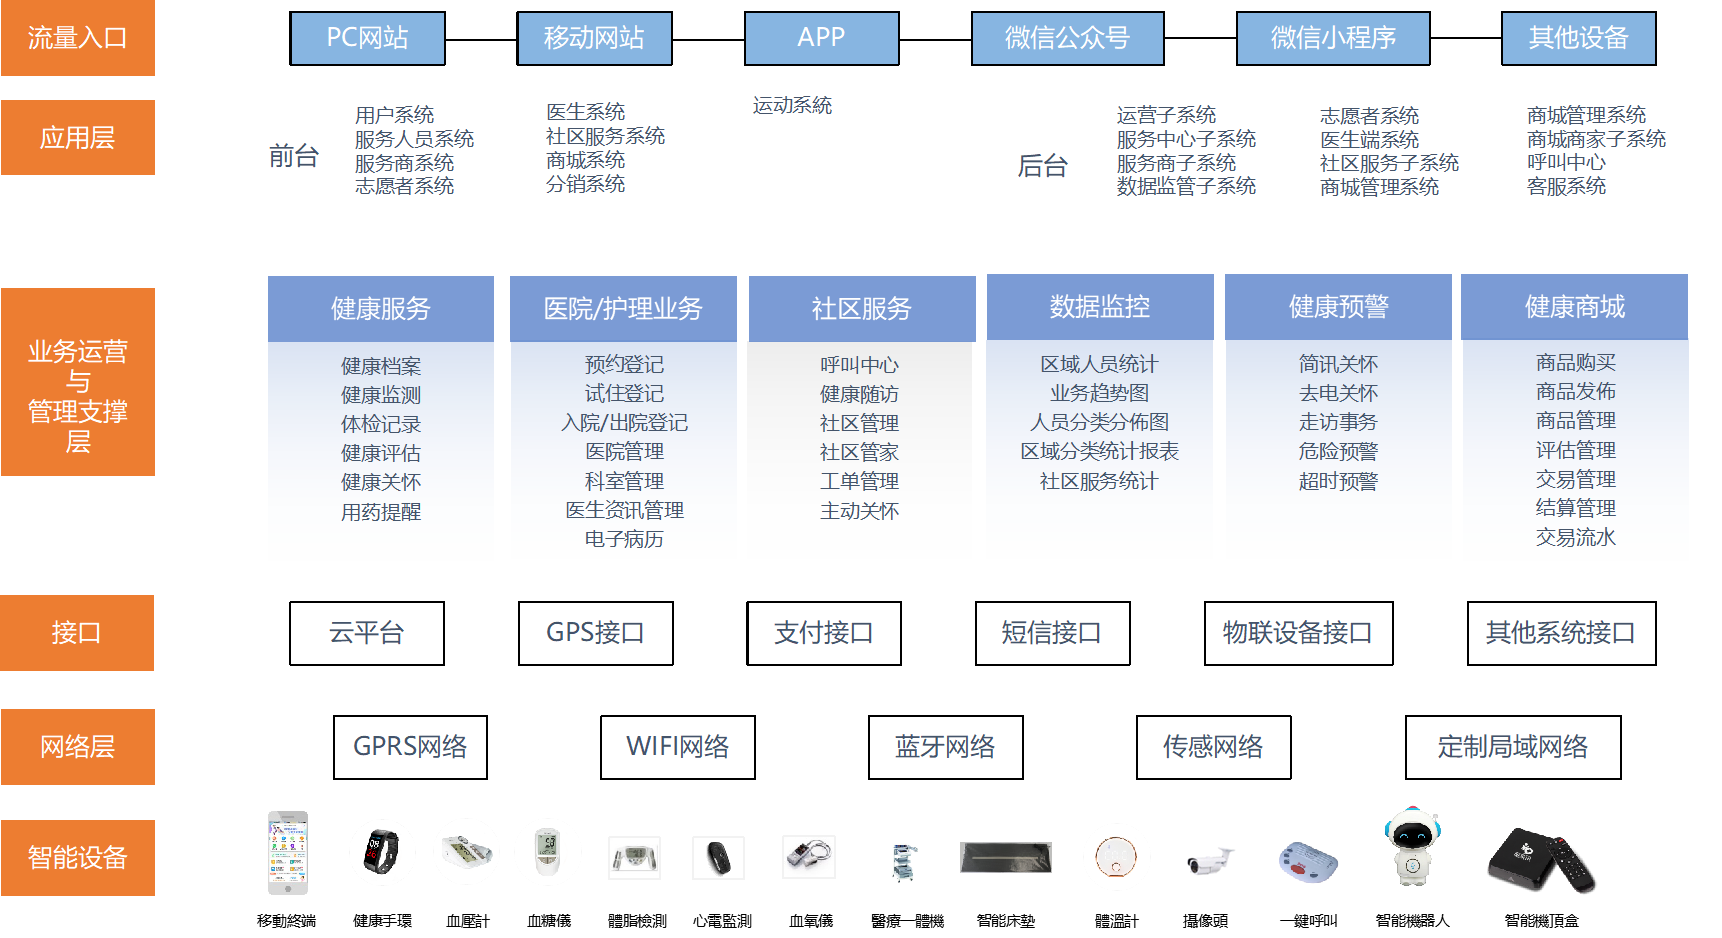 流量入口
PC网站
移动网站
APP
微信公众号
微信小程序
其他设备
应用层
前台
用户系统
服务人员系统
服务商系统
志愿者系统
医生系统
社区服务系统
商城系统
分销系统
运动系統
后台
运营子系统
服务中心子系统
服务商子系统
数据监管子系统
志愿者系统
医生端系统
社区服务子系统
商城管理系统
商城管理系统
商城商家子系统
呼叫中心
客服系统
业务运营
与
管理支撑
层
健康服务
健康档案
健康监测
体检记录
健康评估
健康关怀
用药提醒
医院/护理业务
预约登记
试住登记
入院/出院登记
医院管理
科室管理
医生资讯管理
电子病历
社区服务
呼叫中心
健康随访
社区管理
社区管家
工单管理
主动关怀
数据监控
区域人员统计
业务趋势图
人员分类分佈图
区域分类统计报表
社区服务统计
健康预警
简讯关怀
去电关怀
走访事务
危险预警
超时预警
健康商城
商品购买
商品发佈
商品管理
评估管理
交易管理
结算管理
交易流水
接口
云平台
GPS接口
支付接口
短信接口
物联设备接口
其他系统接口
网络层
GPRS网络
WIFI网络
蓝牙网络
传感网络
定制局域网络
智能设备
移動終端
健康手環
血壓計
血糖儀
體脂檢測
心電監測
血氧儀
醫療一體機
智能床墊
體溫計
攝像頭
一鍵呼叫
智能機器人
智能機頂盒